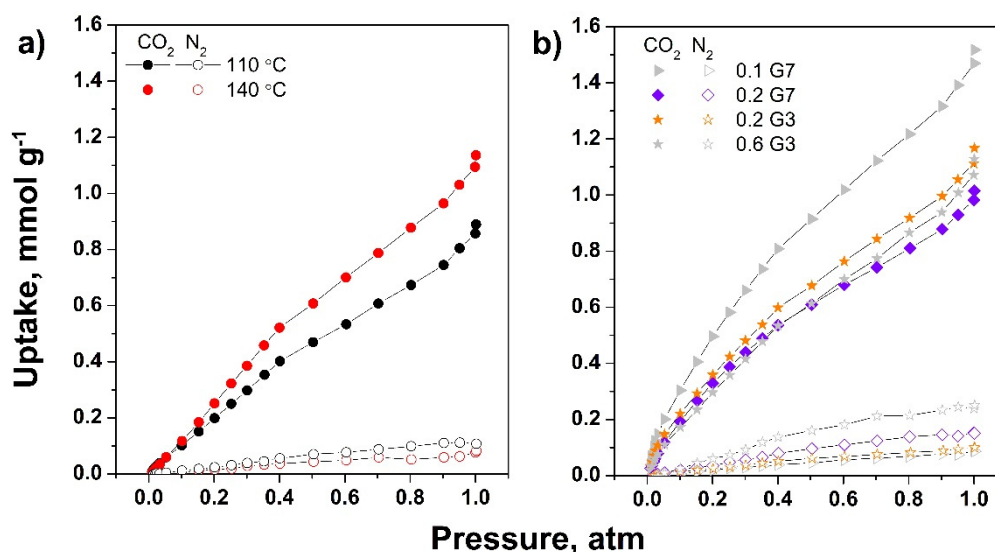 a)
CO2 N2
110 °C
140 °C
1.6
1.4
1.2
1.0
0.8
0.6
0.4
0.2
0.0
0.0 0.2 0.4 0.6 0.8 1.0
b)
CO2 N2
0.1 G7
0.2 G7
0.2 G3
0.6 G3
1.6
1.4
1.2
1.0
0.8
0.6
0.4
0.2
0.0
0.0 0.2 0.4 0.6 0.8 1.0
Uptake, mmol g-1
Pressure, atm